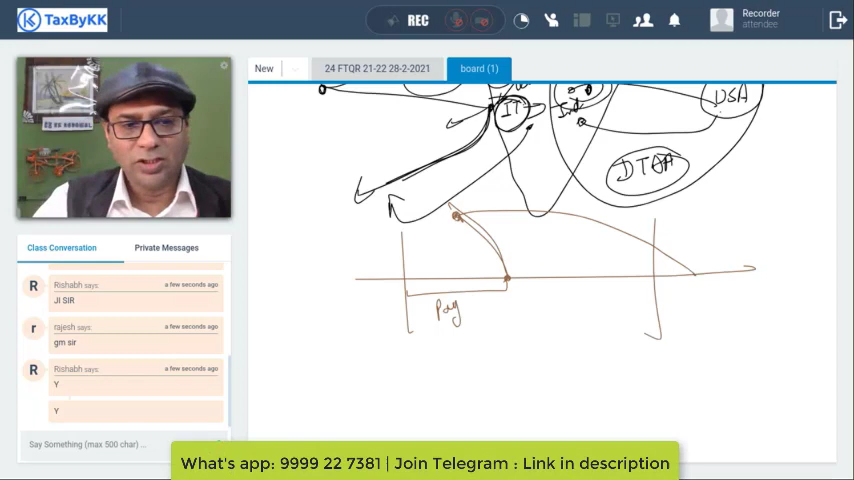 TaxByKK
REC
Recorder
attendee
New
24 FTQR 21-22 28-2-2021
board (1)
IT
DSA
DTAA
Pay
Class Conversation
Private Messages
R
Rishabh says:
a few seconds ago
JI SIR
r
rajesh says:
a few seconds ago
gm sir
R
Rishabh says:
a few seconds ago
Y
Y
Say Something (max 500 char) ...
What's app: 9999 22 7381 | Join Telegram : Link in description